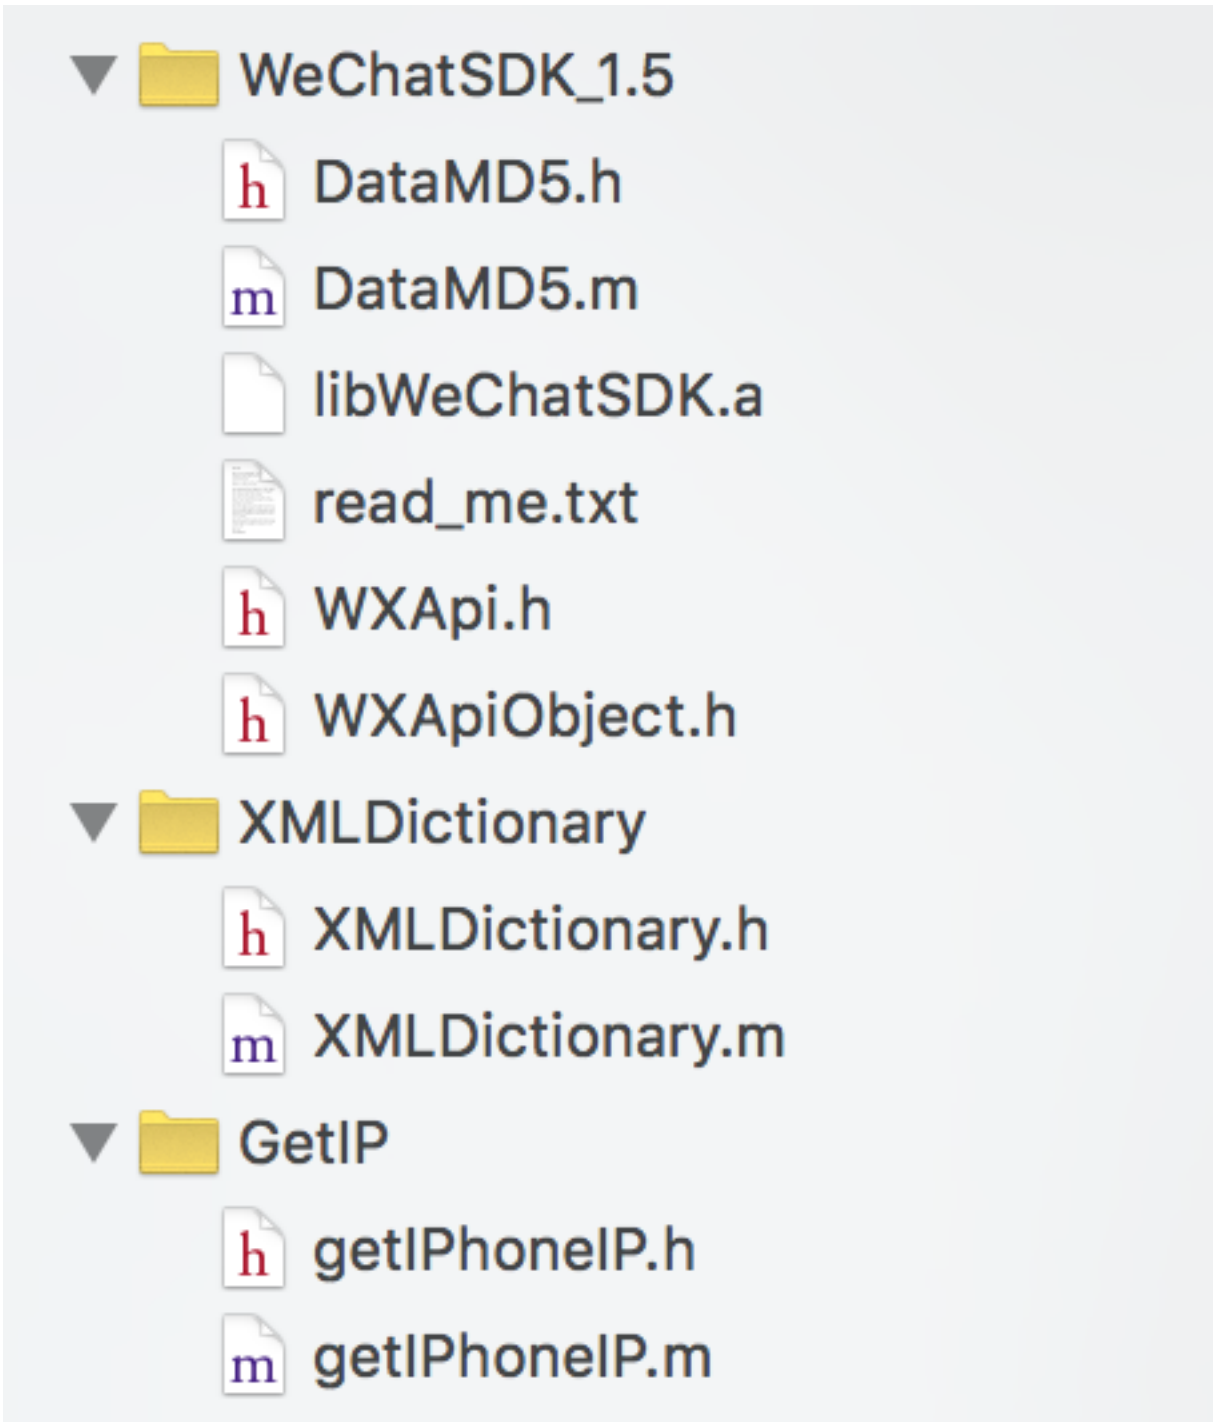 WeChatSDK_1.5
h DataMD5.h
m DataMD5.m
libWeChatSDK.a
read_me.txt
h WXApi.h
h WXApiObject.h
XMLDictionary
h XMLDictionary.h
m XMLDictionary.m
GetIP
h getIPhoneIP.h
m getIPhoneIP.m